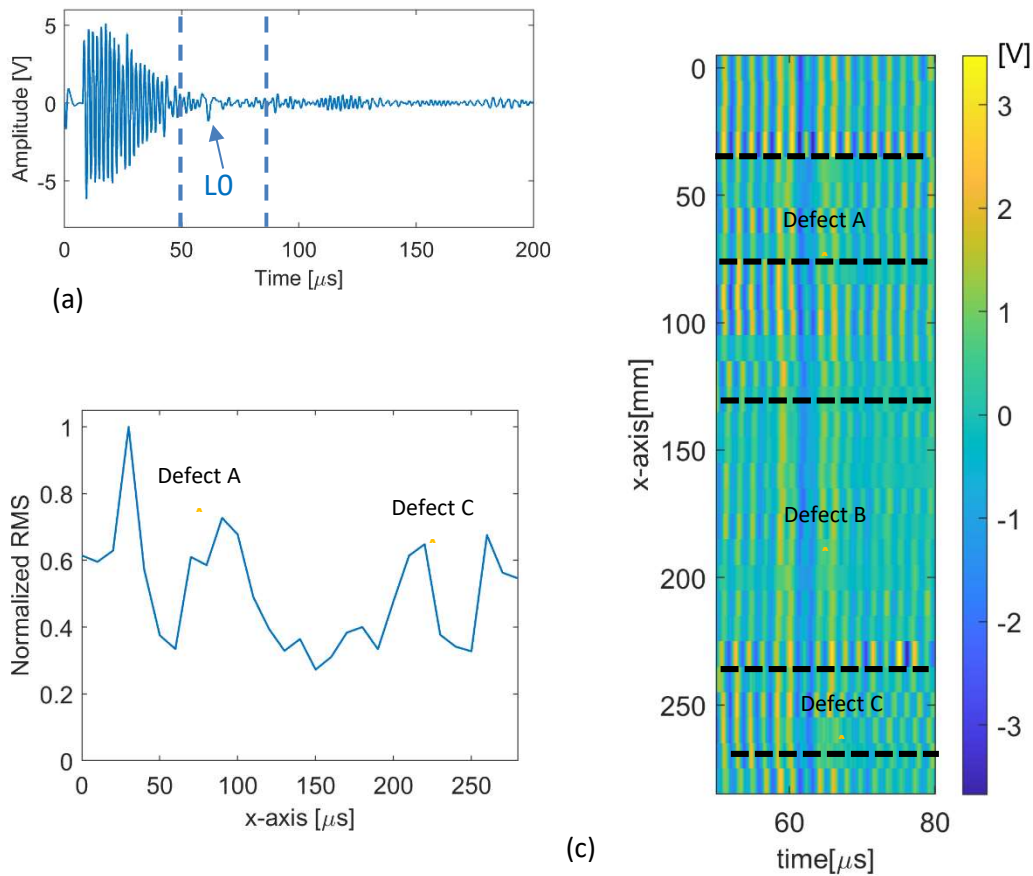 5
0
-5
Amplitude [V]
L0
0 50 100 150 200
Time [μs]
(a)
1
0.8
0.6
0.4
0.2
0
Normalized RMS
Defect A
Defect C
0 50 100 150 200 250
x-axis [μs]
[V]
0
50
100
150
200
250
x-axis[mm]
Defect A
Defect B
Defect C
60 80
time[μs]
3
2
1
0
-1
-2
-3
(c)